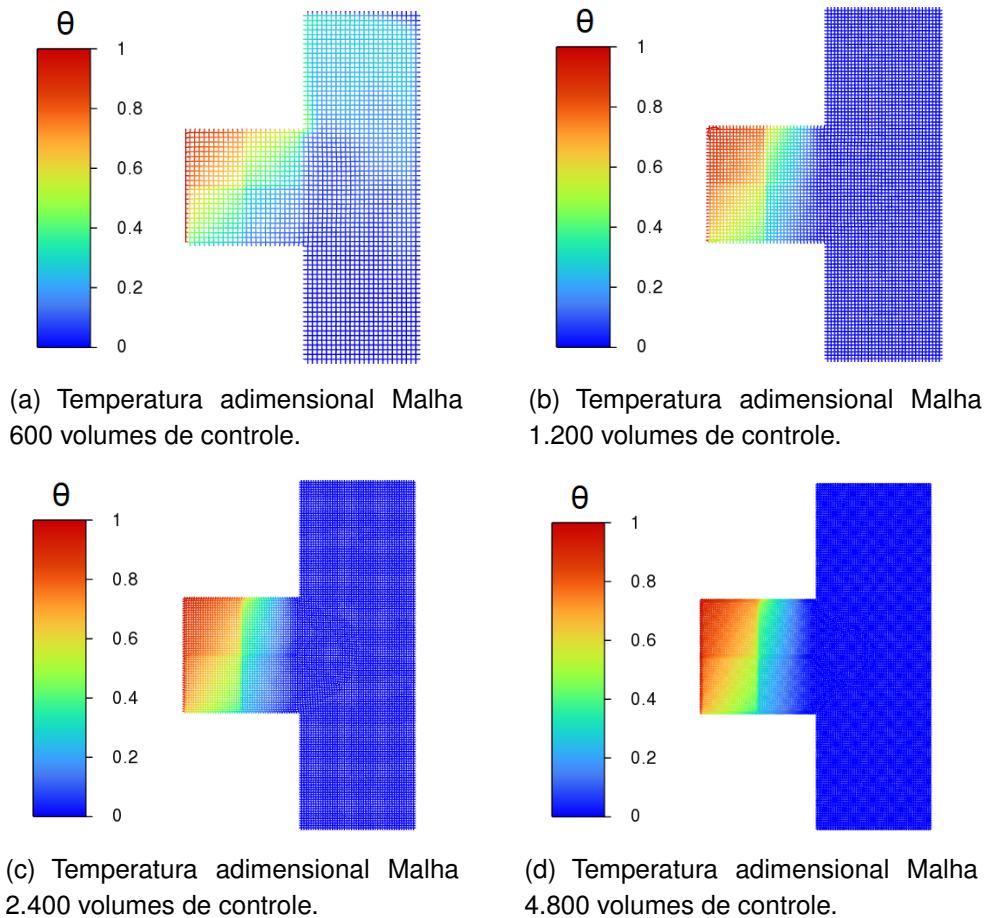 θ
1
0.8
0.6
0.4
0.2
0
(a) Temperatura adimensional Malha
600 volumes de controle.
θ
1
0.8
0.6
0.4
0.2
0
(b) Temperatura adimensional Malha
1.200 volumes de controle.
θ
1
0.8
0.6
0.4
0.2
0
(c) Temperatura adimensional Malha
2.400 volumes de controle.
θ
1
0.8
0.6
0.4
0.2
0
(d) Temperatura adimensional Malha
4.800 volumes de controle.